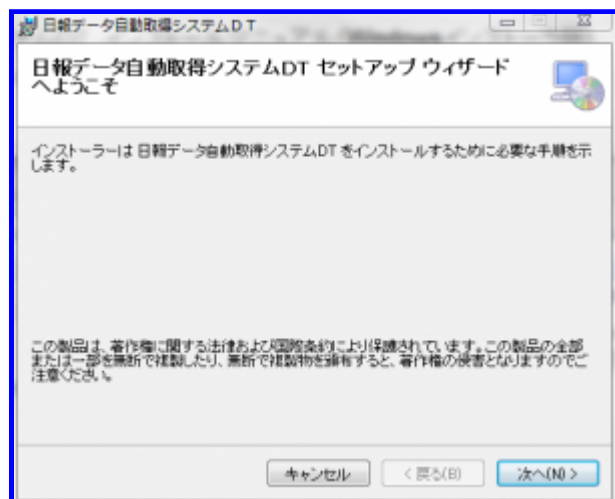 日報データ自動取得システムＤＴ
日報データ自動取得システムDT セットアップ ウィザード
へようこそ
インストーラーは 日報データ自動取得システムDT をインストールするために必要な手順を示
します。
この製品は、著作権に関する法律および国際条約により保護されています。この製品の全部
または一部を無断で複製したり、無断で複製物を頒布すると、著作権の侵害となりますのでご
注意ください。
キャンセル
< 戻る(B)
次へ(N) >